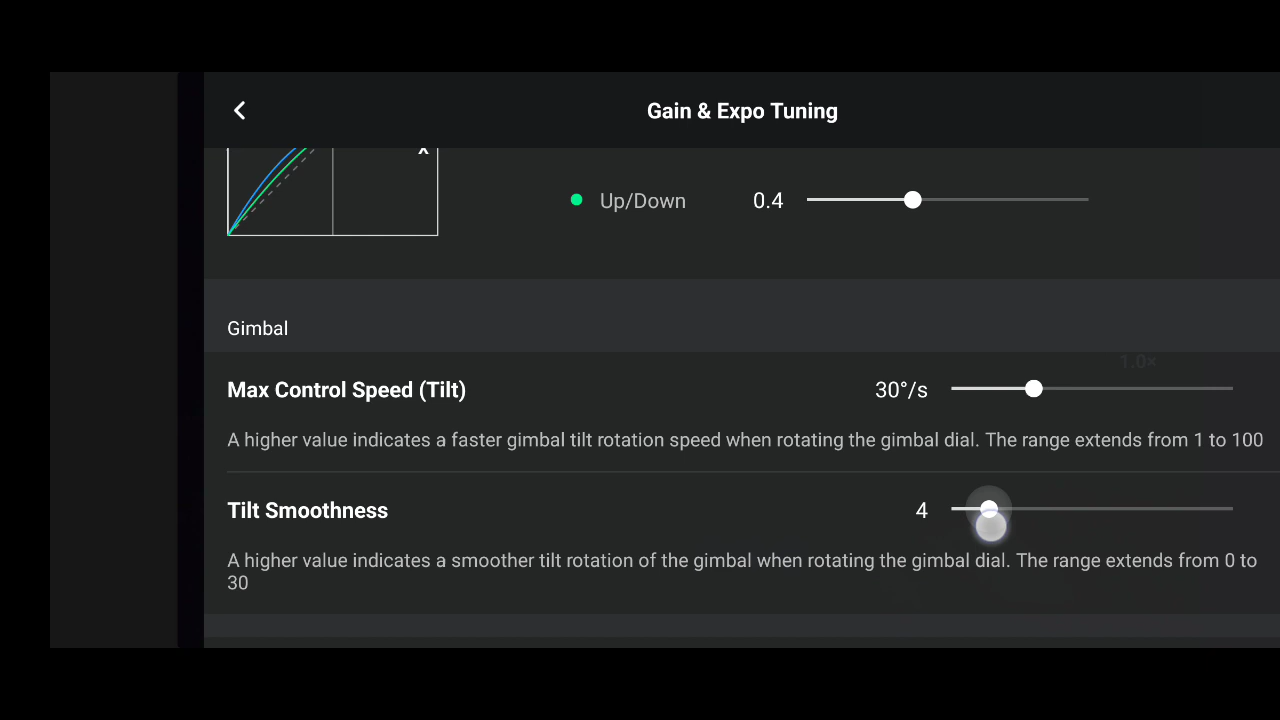 Gain & Expo Tuning
X
Up/Down 0.4
Gimbal
1.0×
Max Control Speed (Tilt) 30°/s
A higher value indicates a faster gimbal tilt rotation speed when rotating the gimbal dial. The range extends from 1 to 100
Tilt Smoothness 4
A higher value indicates a smoother tilt rotation of the gimbal when rotating the gimbal dial. The range extends from 0 to
30